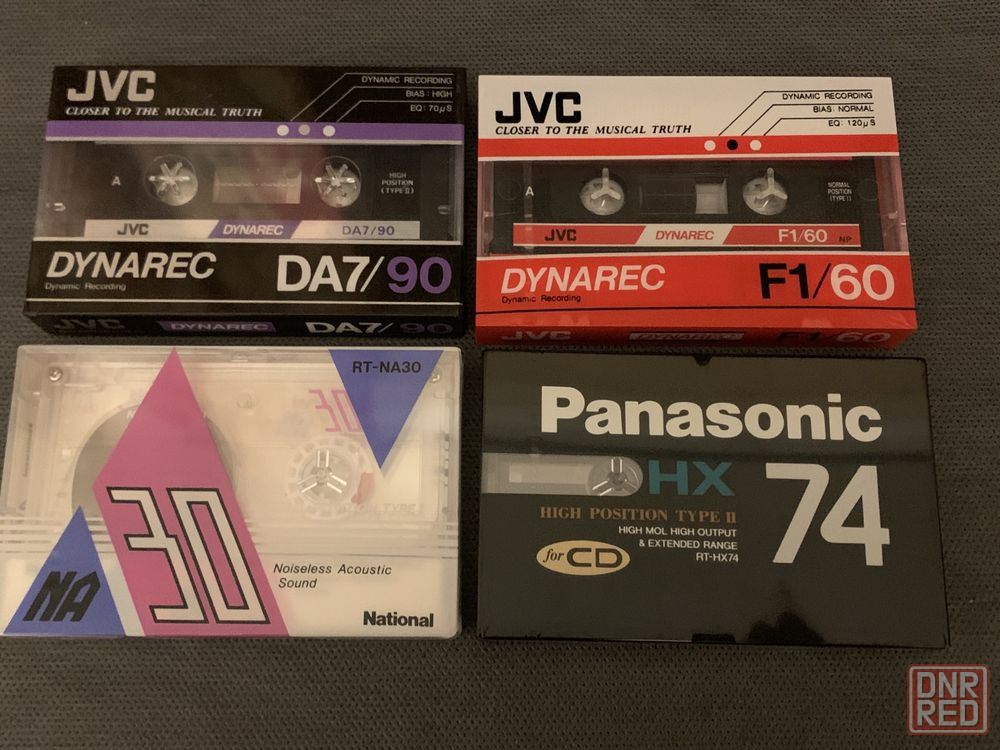 JVC
CLOSER TO THE MUSICAL TRUTH
DYNAMIC RECORDING
BIAS : HIGH
EQ : 70μS
A
HIGH
POSITION
(TYPE II)
JVC DYNAREC DA7/90
DYNAREC
Dynamic Recording
DA7/90
JVC DYNAREC DA7/90
JVC
CLOSER TO THE MUSICAL TRUTH
DYNAMIC RECORDING
BIAS: NORMAL
EQ: 120μS
A
NORMAL
POSITION
(TYPE I)
JVC DYNAREC F1/60 NP
DYNAREC
Dynamic Recording
F1/60
JVC DYNAREC F1/60
RT-NA30
30
30
NA
Noiseless Acoustic
Sound
National
Panasonic
HX
74
HIGH POSITION TYPE II
HIGH MOL HIGH OUTPUT
& EXTENDED RANGE
RT-HX74
for CD
DNR
RED